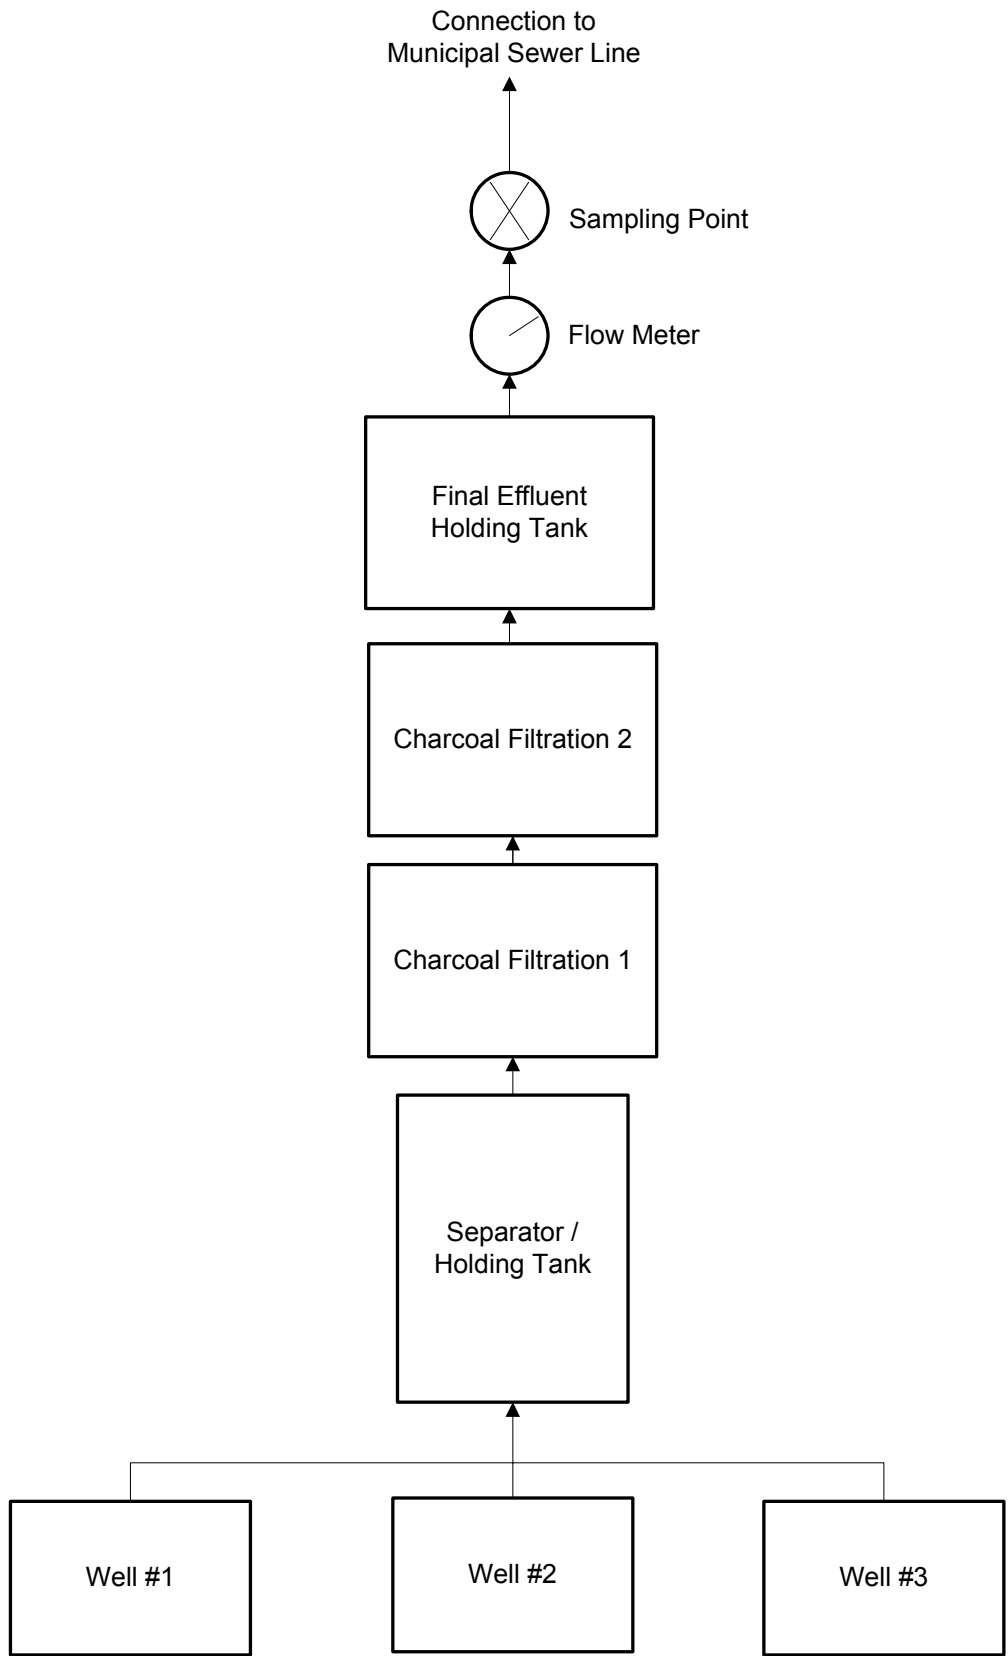 Connection to
Municipal Sewer Line
Sampling Point
Flow Meter
Final Effluent
Holding Tank
Charcoal Filtration 2
Charcoal Filtration 1
Separator /
Holding Tank
Well #1
Well #2
Well #3